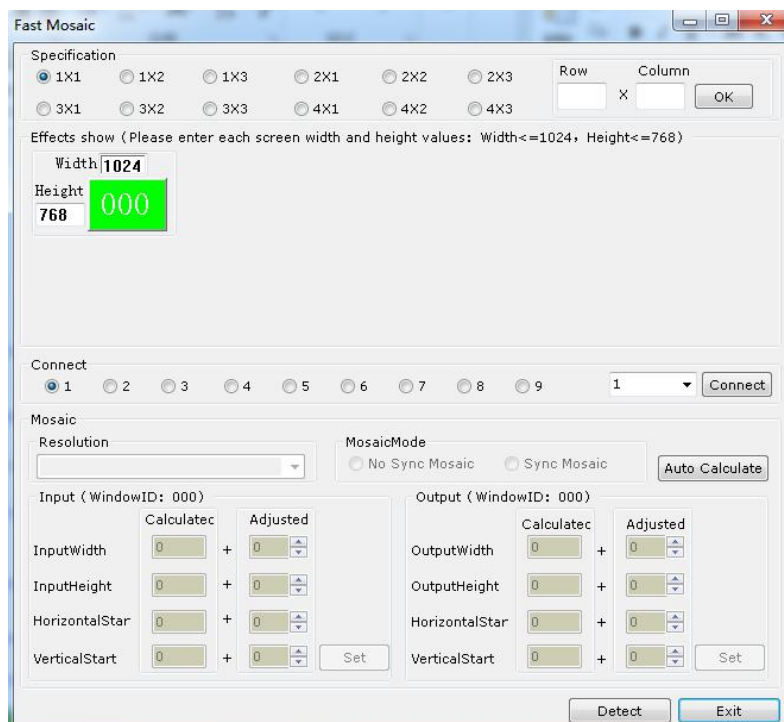 Fast Mosaic
Specification
1X1 1X2 1X3 2X1 2X2 2X3
3X1 3X2 3X3 4X1 4X2 4X3
Row Column
X OK
Effects show (Please enter each screen width and height values: Width<=1024, Height<=768)
Width 1024
Height
768
000
Connect
1 2 3 4 5 6 7 8 9 1 Connect
Mosaic
Resolution
MosaicMode
No Sync Mosaic Sync Mosaic
Auto Calculate
Input (WindowID: 000)
Calculatec Adjusted
InputWidth 0 + 0
InputHeight 0 + 0
HorizontalStar 0 + 0
VerticalStart 0 + 0 Set
Output (WindowID: 000)
Calculatec Adjusted
OutputWidth 0 + 0
OutputHeight 0 + 0
HorizontalStar 0 + 0
VerticalStart 0 + 0 Set
Detect Exit